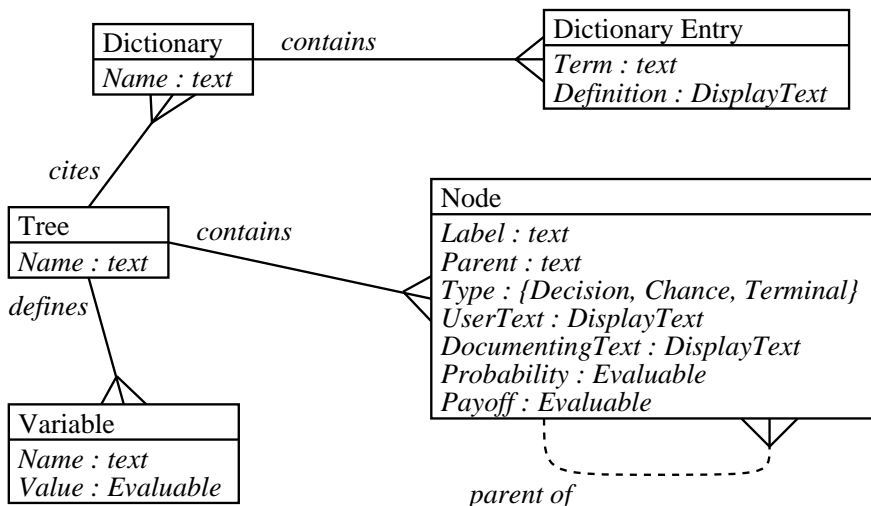 Dictionary
Name : text
contains
Dictionary Entry
Term : text
Definition : DisplayText
cites
Tree
Name : text
contains
Node
Label : text
Parent : text
Type : {Decision, Chance, Terminal}
UserText : DisplayText
DocumentingText : DisplayText
Probability : Evaluable
Payoff : Evaluable
defines
Variable
Name : text
Value : Evaluable
parent of